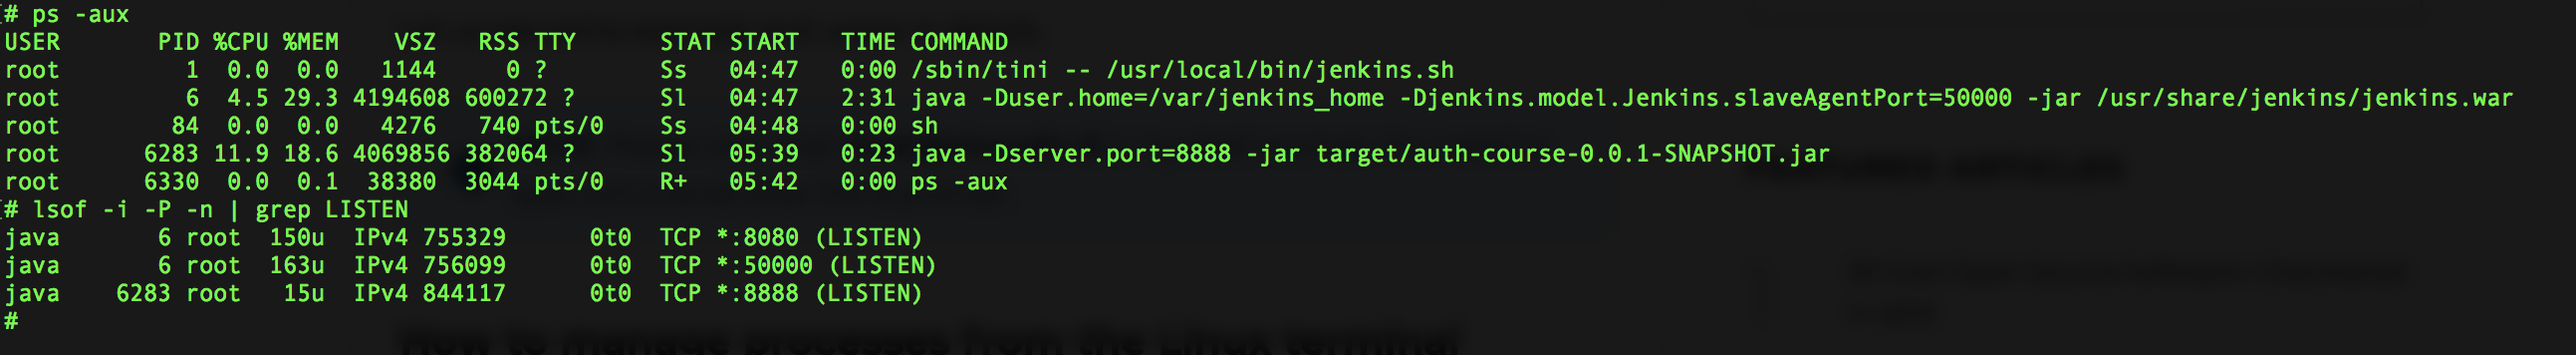 # ps -aux
USER       PID %CPU %MEM    VSZ   RSS TTY      STAT START   TIME COMMAND
root         1  0.0  0.0   1144     0 ?        Ss   04:47   0:00 /sbin/tini -- /usr/local/bin/jenkins.sh
root         6  4.5 29.3 4194608 600272 ?      Sl   04:47   2:31 java -Duser.home=/var/jenkins_home -Djenkins.model.Jenkins.slaveAgentPort=50000 -jar /usr/share/jenkins/jenkins.war
root        84  0.0  0.0   4276   740 pts/0    Ss   04:48   0:00 sh
root      6283 11.9 18.6 4069856 382064 ?      Sl   05:39   0:23 java -Dserver.port=8888 -jar target/auth-course-0.0.1-SNAPSHOT.jar
root      6330  0.0  0.1  38380  3044 pts/0    R+   05:42   0:00 ps -aux
# lsof -i -P -n | grep LISTEN
java       6 root  150u  IPv4 755329      0t0  TCP *:8080 (LISTEN)
java       6 root  163u  IPv4 756099      0t0  TCP *:50000 (LISTEN)
java    6283 root   15u  IPv4 844117      0t0  TCP *:8888 (LISTEN)
#
How to manage processes from the Linux terminal